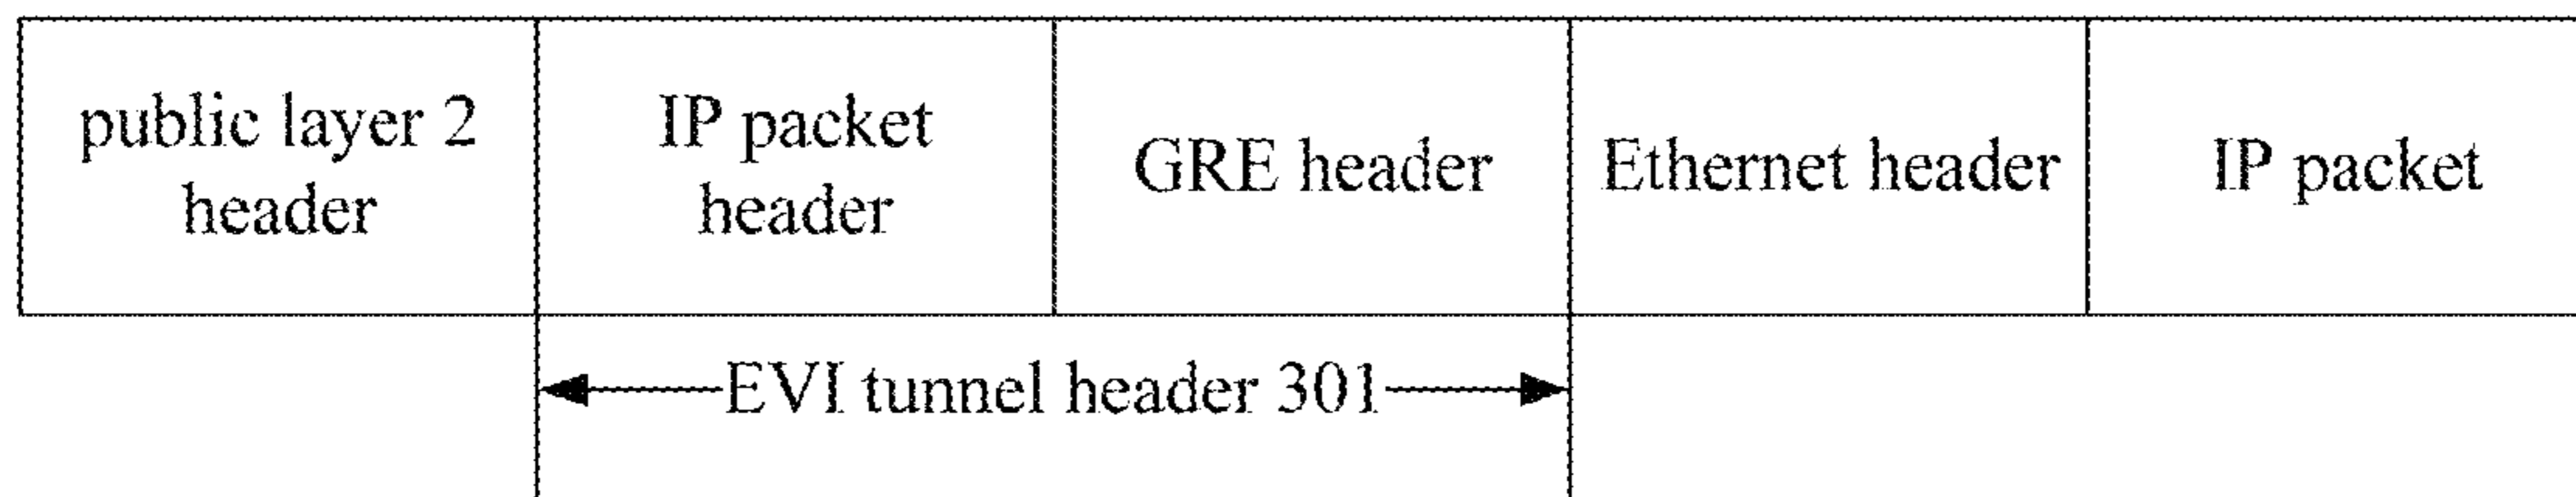 public layer 2
header
IP packet
header
GRE header
Ethernet header
IP packet
EVI tunnel header 301